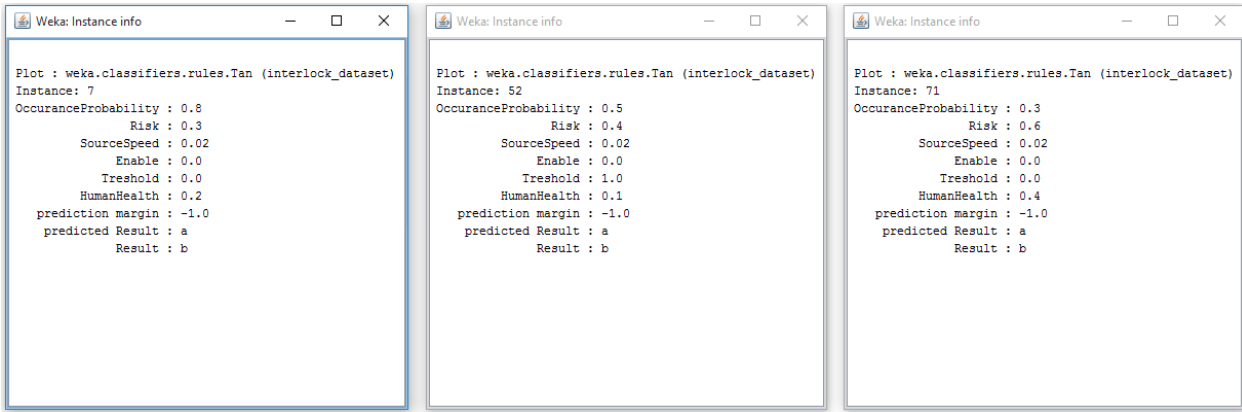 Weka: Instance info
Plot : weka.classifiers.rules.Tan (interlock_dataset)
Instance: 7
OccuranceProbability : 0.8
Risk : 0.3
SourceSpeed : 0.02
Enable : 0.0
Treshold : 0.0
HumanHealth : 0.2
prediction margin : -1.0
predicted Result : a
Result : b
Weka: Instance info
Plot : weka.classifiers.rules.Tan (interlock_dataset)
Instance: 52
OccuranceProbability : 0.5
Risk : 0.4
SourceSpeed : 0.02
Enable : 0.0
Treshold : 1.0
HumanHealth : 0.1
prediction margin : -1.0
predicted Result : a
Result : b
Weka: Instance info
Plot : weka.classifiers.rules.Tan (interlock_dataset)
Instance: 71
OccuranceProbability : 0.3
Risk : 0.6
SourceSpeed : 0.02
Enable : 0.0
Treshold : 0.0
HumanHealth : 0.4
prediction margin : -1.0
predicted Result : a
Result : b